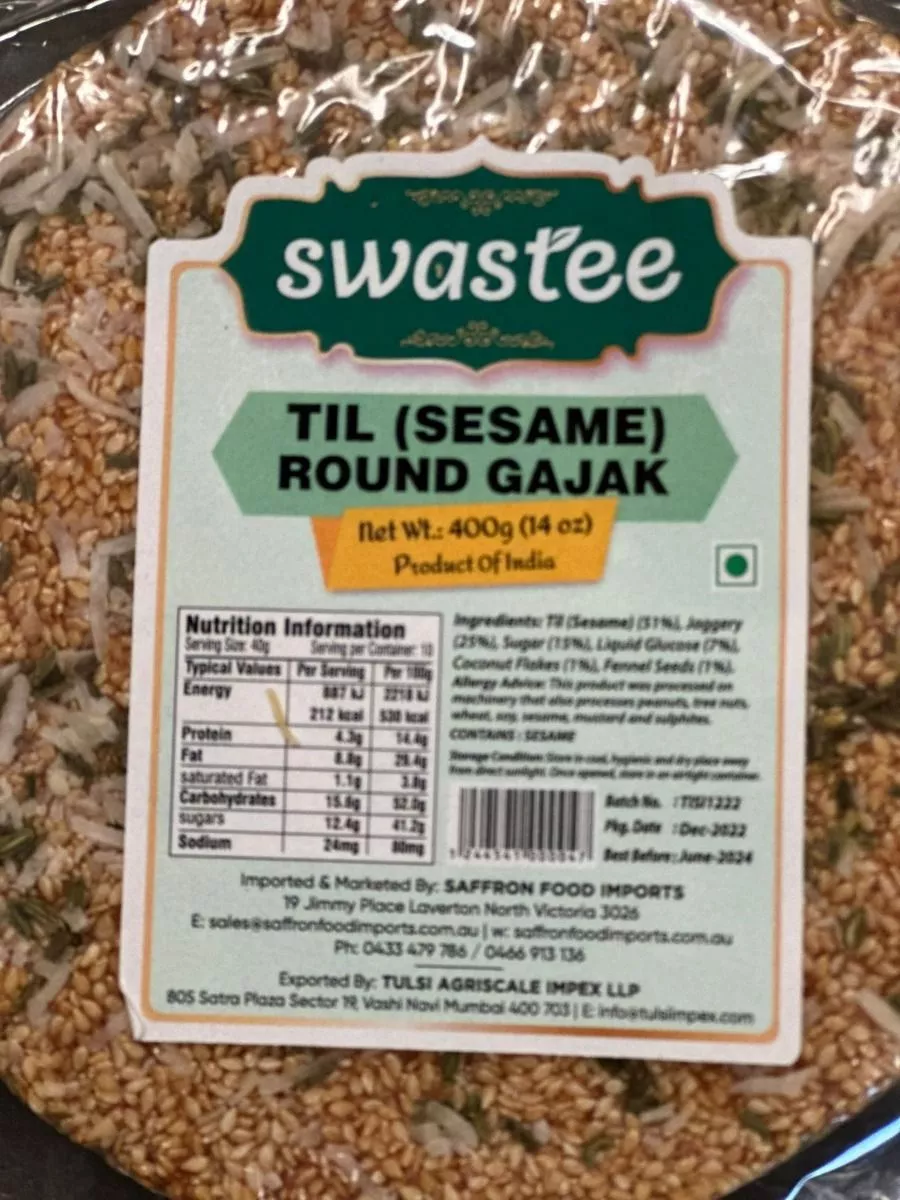 swastee
TIL (SESAME)
ROUND GAJAK
Net Wt.: 400g (14 oz)
Product Of India
Nutrition Information
Serving Size: 40g Serving per Container: 10
Typical Values Per Serving Per 100g
Energy 887 kJ 2218 kJ
212 kcal 530 kcal
Protein 4.3g 14.4g
Fat 8.8g 29.4g
saturated Fat 1.1g 3.8g
Carbohydrates 15.6g 52.0g
sugars 12.4g 41.2g
Sodium 24mg 80mg
Ingredients: Til (Sesame) (51%), Jaggery
(25%), Sugar (15%), Liquid Glucose (7%),
Coconut Flakes (1%), Fennel Seeds (1%).
Allergy Advice: This product was processed on
machinery that also processes peanuts, tree nuts,
wheat, soy, sesame, mustard and sulphites.
CONTAINS : SESAME
Storage Condition: Store in cool, hygienic and dry place away
from direct sunlight. Once opened, store in an airtight container.
Batch No. : TISI1222
Pkg. Date : Dec-2022
Best Before: June-2024
Imported & Marketed By: SAFFRON FOOD IMPORTS
19 Jimmy Place Laverton North Victoria 3026
E: sales@saffronfoodimports.com.au | w: saffronfoodimports.com.au
Ph: 0433 479 786 / 0466 913 136
Exported By: TULSI AGRISCALE IMPEX LLP
805 Satra Plaza Sector 19, Vashi Navi Mumbai 400 703 | E: info@tulsiimpex.com